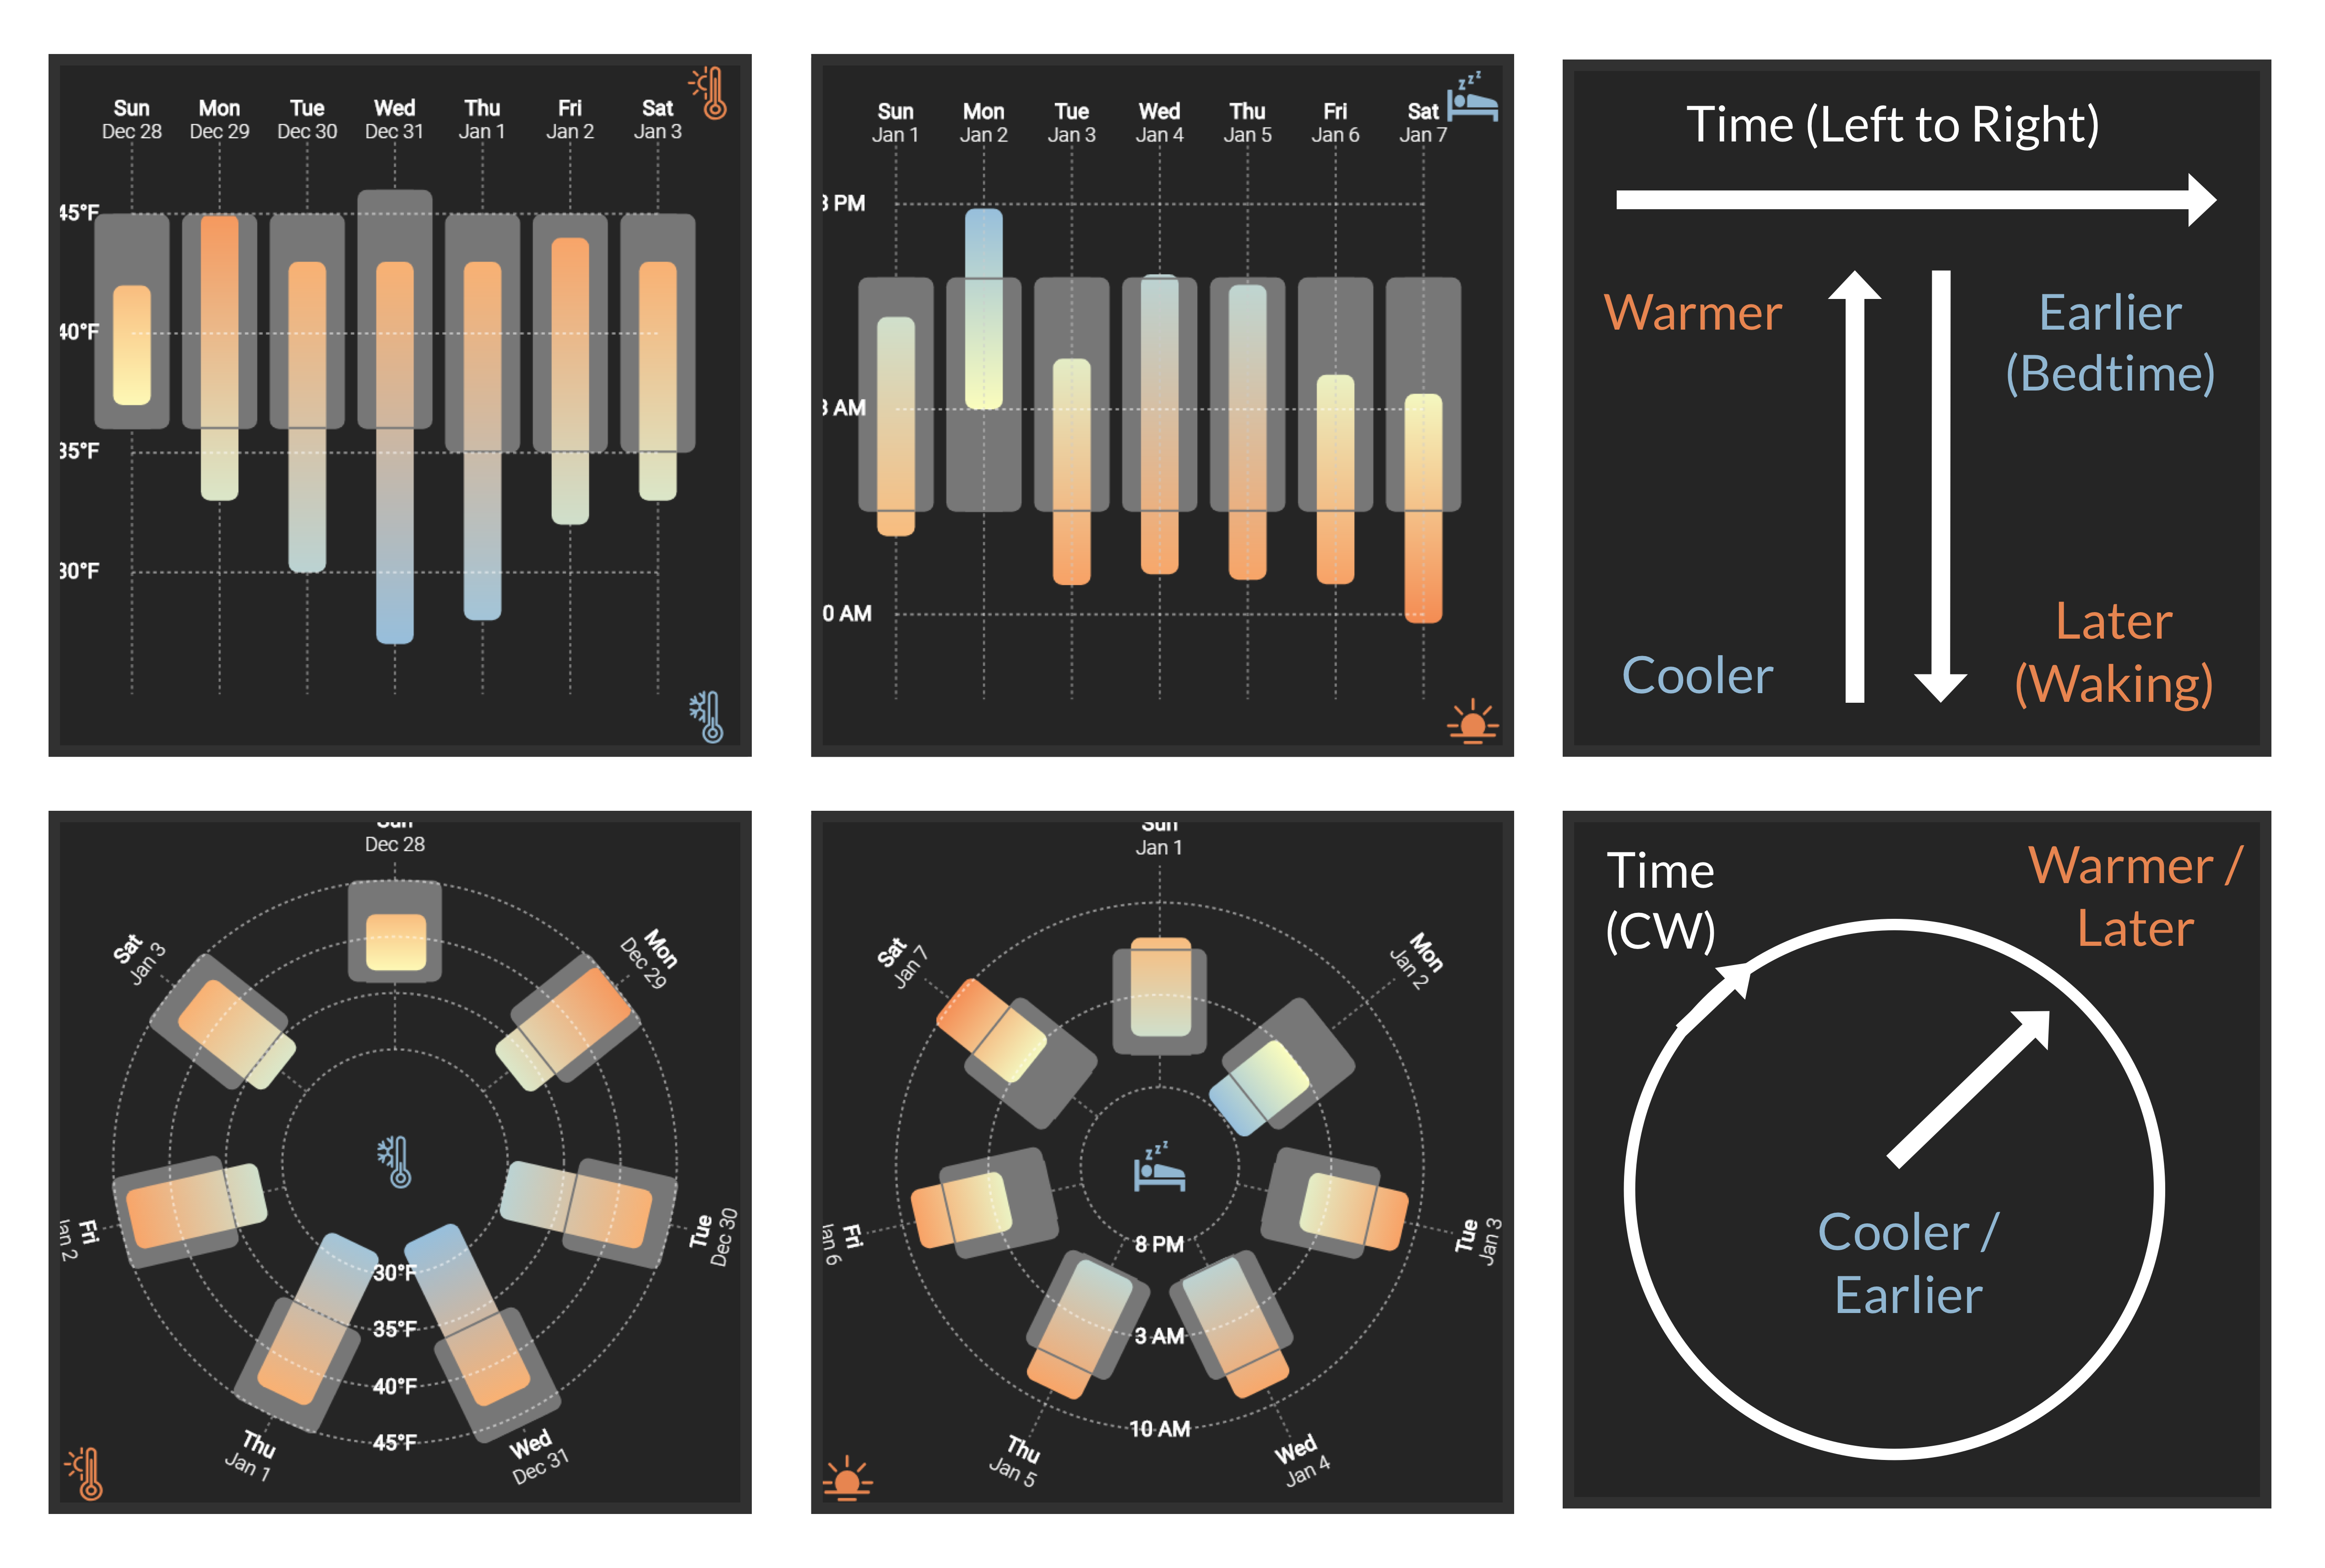 Sun Mon Tue Wed Thu Fri Sat
Dec 28 Dec 29 Dec 30 Dec 31 Jan 1 Jan 2 Jan 3
45°F
40°F
35°F
30°F
zzz
Sun Mon Tue Wed Thu Fri Sat
Jan 1 Jan 2 Jan 3 Jan 4 Jan 5 Jan 6 Jan 7
8 PM
3 AM
0 AM
Time (Left to Right)
Warmer
Earlier
(Bedtime)
Cooler
Later
(Waking)
Sun
Dec 28
Mon
Dec 29
Tue
Dec 30
Wed
Dec 31
Thu
Jan 1
Fri
Jan 2
Sat
Jan 3
30°F
35°F
40°F
45°F
Sun
Jan 1
Mon
Jan 2
Tue
Jan 3
Wed
Jan 4
Thu
Jan 5
Fri
Jan 6
Sat
Jan 7
zzz
8 PM
3 AM
10 AM
Time
(CW)
Warmer /
Later
Cooler /
Earlier